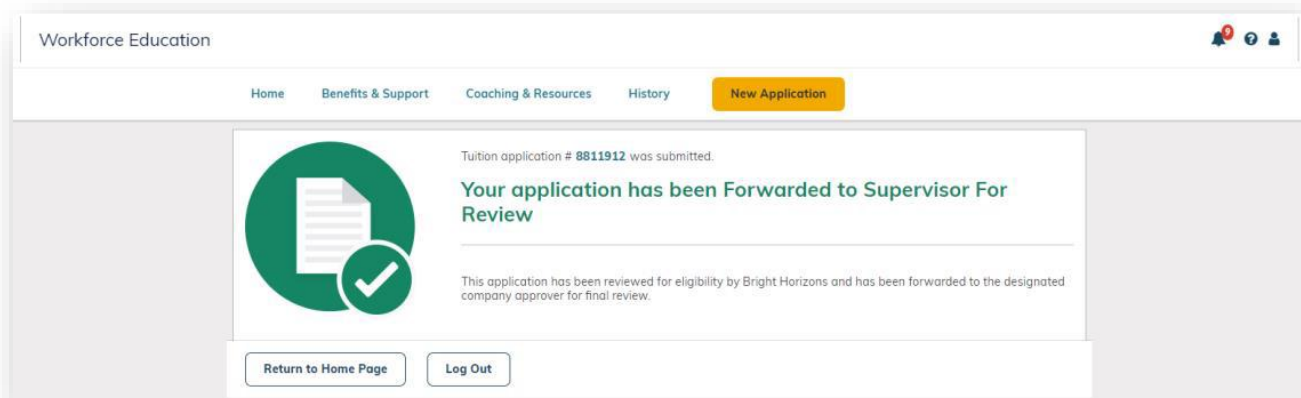 Workforce Education
9
Home Benefits & Support Coaching & Resources History New Application
Tuition application # 8811912 was submitted.
Your application has been Forwarded to Supervisor For
Review
This application has been reviewed for eligibility by Bright Horizons and has been forwarded to the designated
company approver for final review.
Return to Home Page Log Out